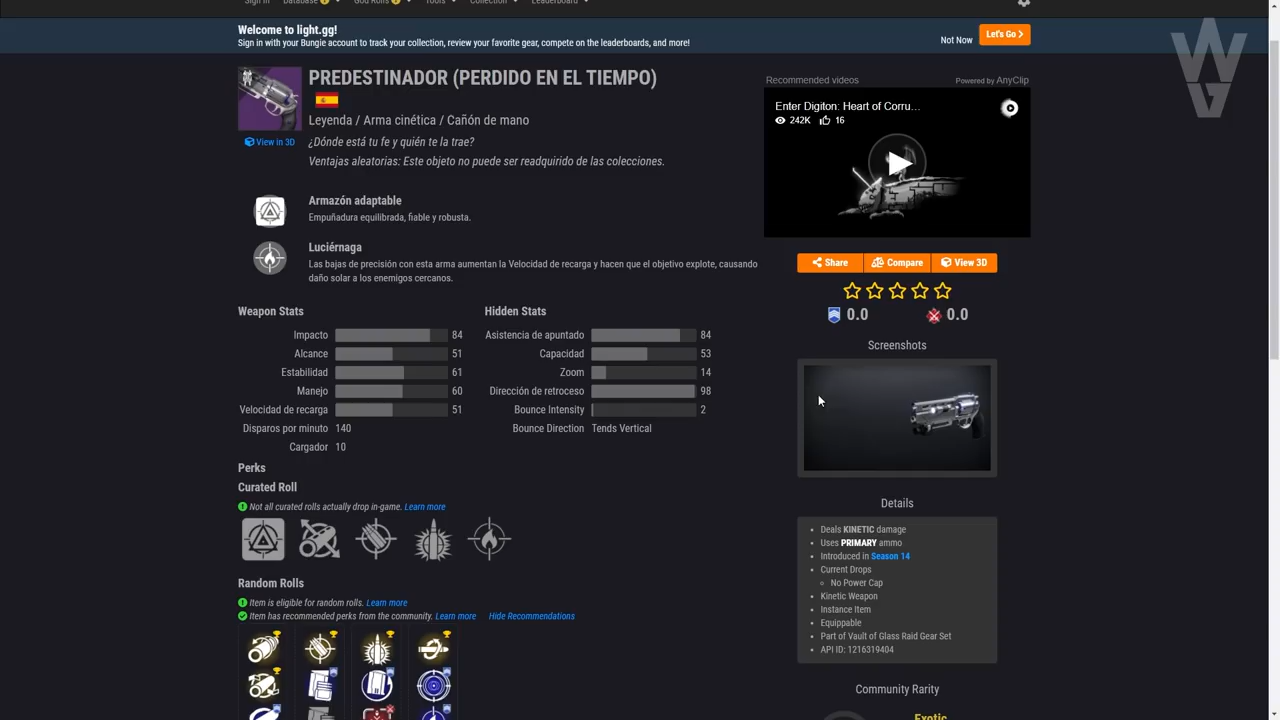 Sign In Database God Rolls Tools Collection Leaderboard
Welcome to light.gg!
Sign in with your Bungie account to track your collection, review your favorite gear, compete on the leaderboards, and more!
Not Now
Let's Go
PREDESTINADOR (PERDIDO EN EL TIEMPO)
Leyenda / Arma cinética / Cañón de mano
View in 3D
¿Dónde está tu fe y quién te la trae?
Ventajas aleatorias: Este objeto no puede ser readquirido de las colecciones.
Armazón adaptable
Empuñadura equilibrada, fiable y robusta.
Luciérnaga
Las bajas de precisión con esta arma aumentan la Velocidad de recarga y hacen que el objetivo explote, causando
daño solar a los enemigos cercanos.
Weapon Stats
Impacto 84
Alcance 51
Estabilidad 61
Manejo 60
Velocidad de recarga 51
Disparos por minuto 140
Cargador 10
Hidden Stats
Asistencia de apuntado 84
Capacidad 53
Zoom 14
Dirección de retroceso 98
Bounce Intensity 2
Bounce Direction Tends Vertical
Perks
Curated Roll
Not all curated rolls actually drop in-game. Learn more
Random Rolls
Item is eligible for random rolls. Learn more
Item has recommended perks from the community. Learn more Hide Recommendations
Recommended videos
Powered by AnyClip
Enter Digiton: Heart of Corru...
242K 16
Share Compare View 3D
0.0 0.0
Screenshots
Details
Deals KINETIC damage
Uses PRIMARY ammo
Introduced in Season 14
Current Drops
No Power Cap
Kinetic Weapon
Instance Item
Equippable
Part of Vault of Glass Raid Gear Set
API ID: 1216319404
Community Rarity
Exotic
WG